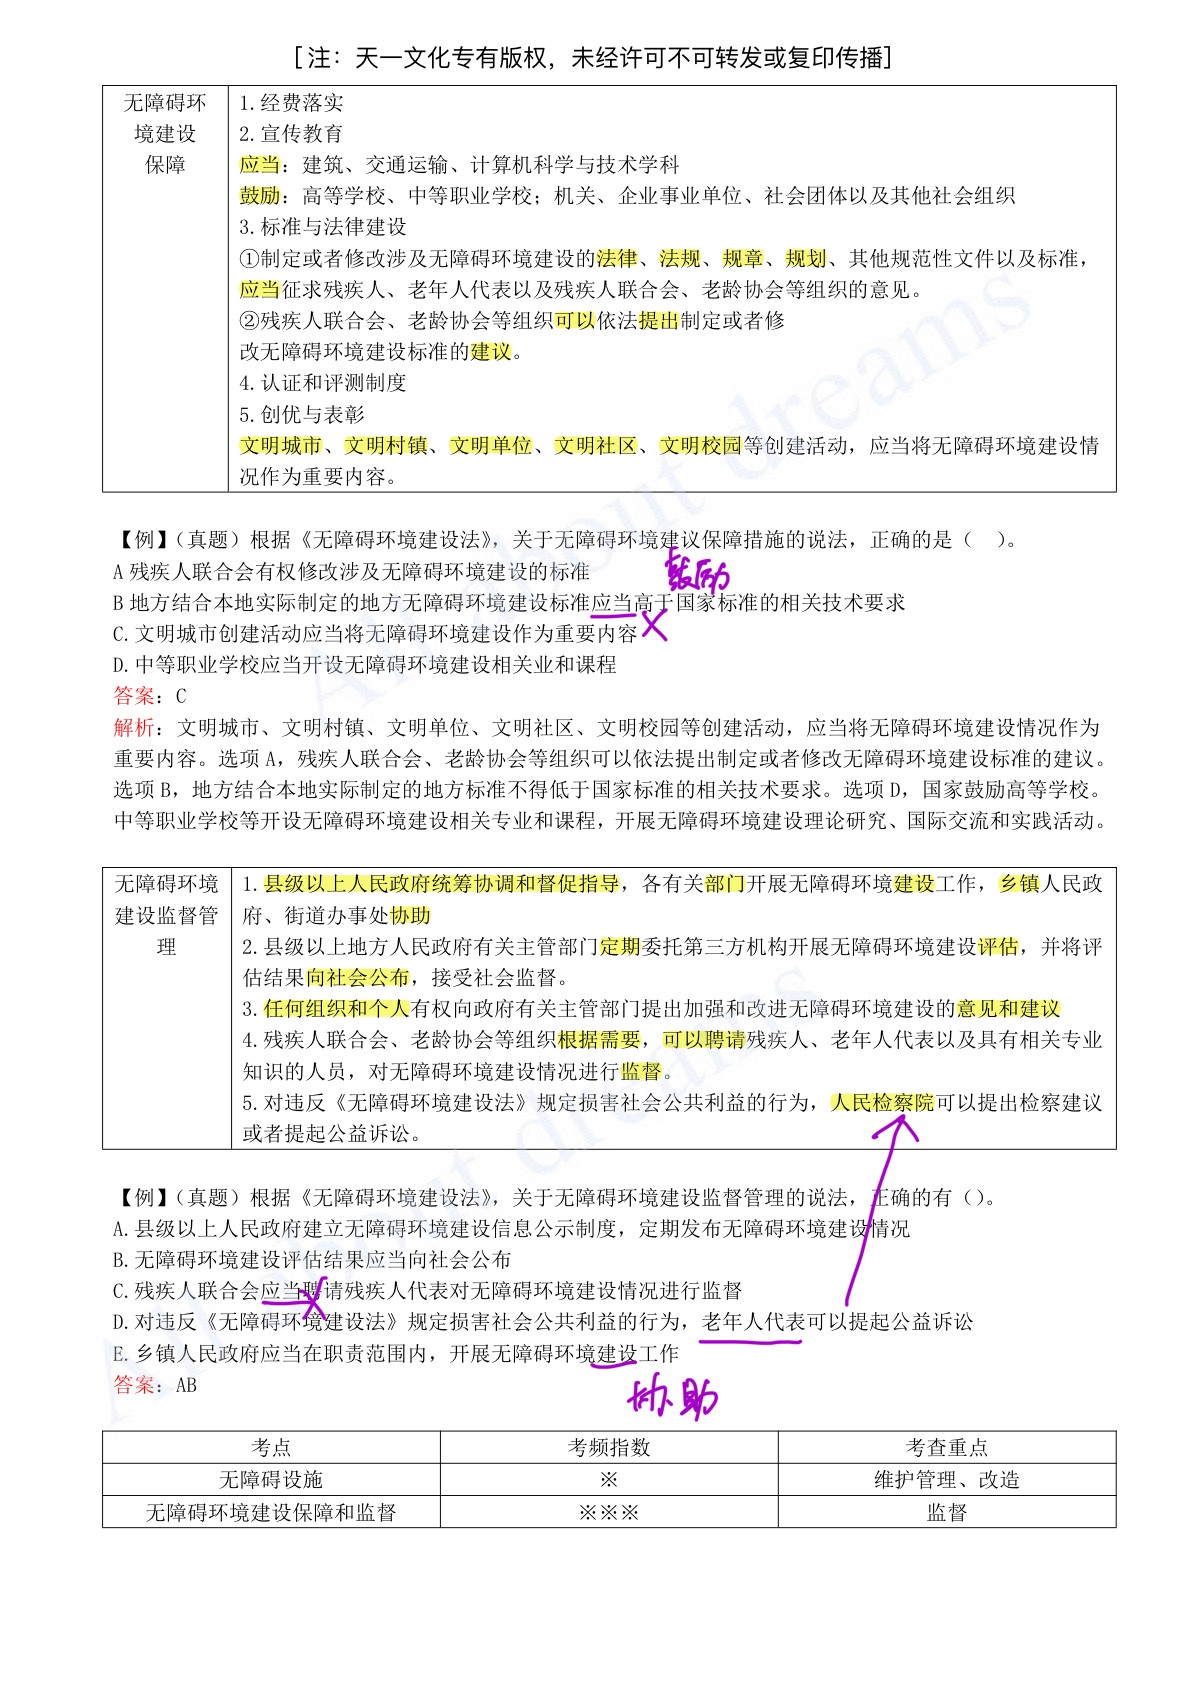 [注：天一文化专有版权，未经许可不可转发或复印传播]
无障碍环
境建设
保障
1.经费落实
2.宣传教育
应当：建筑、交通运输、计算机科学与技术学科
鼓励：高等学校、中等职业学校；机关、企业事业单位、社会团体以及其他社会组织
3.标准与法律建设
①制定或者修改涉及无障碍环境建设的法律、法规、规章、规划、其他规范性文件以及标准，
应当征求残疾人、老年人代表以及残疾人联合会、老龄协会等组织的意见。
②残疾人联合会、老龄协会等组织可以依法提出制定或者修
改无障碍环境建设标准的建议。
4.认证和评测制度
5.创优与表彰
文明城市、文明村镇、文明单位、文明社区、文明校园等创建活动，应当将无障碍环境建设情
况作为重要内容。
【例】（真题）根据《无障碍环境建设法》，关于无障碍环境建议保障措施的说法，正确的是（ ）。
A 残疾人联合会有权修改涉及无障碍环境建设的标准
鼓励
B 地方结合本地实际制定的地方无障碍环境建设标准应当高于国家标准的相关技术要求
C.文明城市创建活动应当将无障碍环境建设作为重要内容
D.中等职业学校应当开设无障碍环境建设相关业和课程
答案：C
解析：文明城市、文明村镇、文明单位、文明社区、文明校园等创建活动，应当将无障碍环境建设情况作为
重要内容。选项 A，残疾人联合会、老龄协会等组织可以依法提出制定或者修改无障碍环境建设标准的建议。
选项 B，地方结合本地实际制定的地方标准不得低于国家标准的相关技术要求。选项 D，国家鼓励高等学校。
中等职业学校等开设无障碍环境建设相关专业和课程，开展无障碍环境建设理论研究、国际交流和实践活动。
无障碍环境
建设监督管
理
1.县级以上人民政府统筹协调和督促指导，各有关部门开展无障碍环境建设工作，乡镇人民政
府、街道办事处协助
2.县级以上地方人民政府有关主管部门定期委托第三方机构开展无障碍环境建设评估，并将评
估结果向社会公布，接受社会监督。
3.任何组织和个人有权向政府有关主管部门提出加强和改进无障碍环境建设的意见和建议
4.残疾人联合会、老龄协会等组织根据需要，可以聘请残疾人、老年人代表以及具有相关专业
知识的人员，对无障碍环境建设情况进行监督。
5.对违反《无障碍环境建设法》规定损害社会公共利益的行为，人民检察院可以提出检察建议
或者提起公益诉讼。
【例】（真题）根据《无障碍环境建设法》，关于无障碍环境建设监督管理的说法，正确的有（）。
A.县级以上人民政府建立无障碍环境建设信息公示制度，定期发布无障碍环境建设情况
B.无障碍环境建设评估结果应当向社会公布
C.残疾人联合会应当聘请残疾人代表对无障碍环境建设情况进行监督
D.对违反《无障碍环境建设法》规定损害社会公共利益的行为，老年人代表可以提起公益诉讼
E.乡镇人民政府应当在职责范围内，开展无障碍环境建设工作
答案：AB
协助
考点 考频指数 考查重点
无障碍设施 ※ 维护管理、改造
无障碍环境建设保障和监督 ※※※ 监督
All about dreams
All about dreams